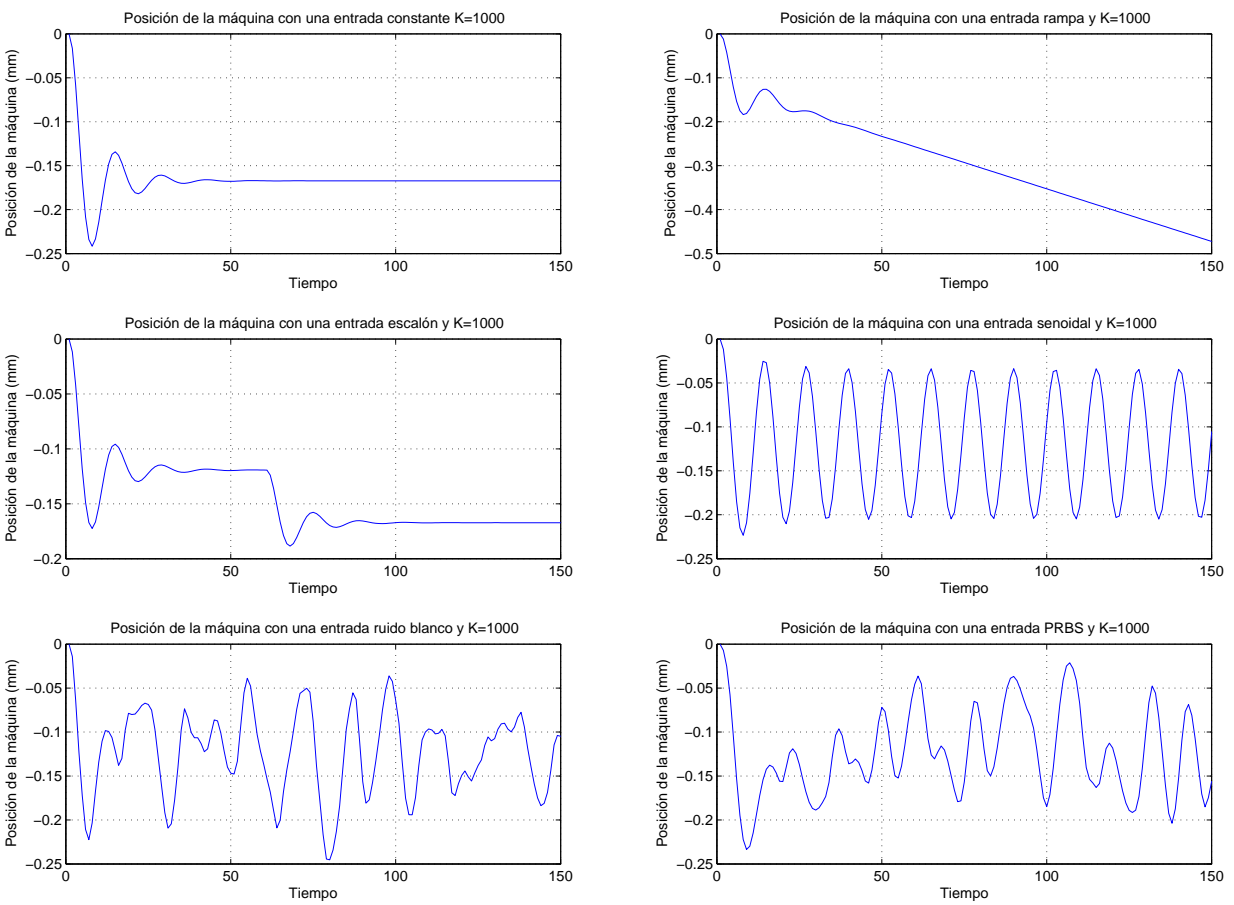 Posición de la máquina con una entrada constante K=1000
Posición de la máquina (mm)
0
−0.05
−0.1
−0.15
−0.2
−0.25
0 50 100 150
Tiempo
Posición de la máquina con una entrada rampa y K=1000
Posición de la máquina (mm)
0
−0.1
−0.2
−0.3
−0.4
−0.5
0 50 100 150
Tiempo
Posición de la máquina con una entrada escalón y K=1000
Posición de la máquina (mm)
0
−0.05
−0.1
−0.15
−0.2
0 50 100 150
Tiempo
Posición de la máquina con una entrada senoidal y K=1000
Posición de la máquina (mm)
0
−0.05
−0.1
−0.15
−0.2
−0.25
0 50 100 150
Tiempo
Posición de la máquina con una entrada ruido blanco y K=1000
Posición de la máquina (mm)
0
−0.05
−0.1
−0.15
−0.2
−0.25
0 50 100 150
Tiempo
Posición de la máquina con una entrada PRBS y K=1000
Posición de la máquina (mm)
0
−0.05
−0.1
−0.15
−0.2
−0.25
0 50 100 150
Tiempo